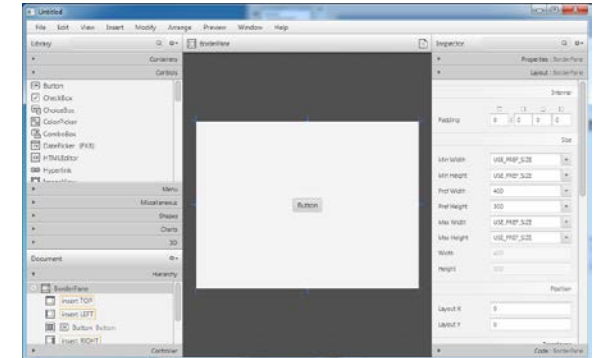 Untitled
File Edit View Insert Modify Arrange Preview Window Help
Library
BorderPane
Inspector
Containers
Properties : BorderPane
Controls
Layout : BorderPane
Button
CheckBox
ChoiceBox
ColorPicker
ComboBox
DatePicker (FX8)
HTMLEditor
Hyperlink
ImageView
Menu
Miscellaneous
Shapes
Charts
3D
Document
Hierarchy
BorderPane
insert TOP
insert LEFT
Button Button
insert RIGHT
Controller
Button
Internal
Padding 0 0 0 0
Size
Min Width USE_PREF_SIZE
Min Height USE_PREF_SIZE
Pref Width 400
Pref Height 300
Max Width USE_PREF_SIZE
Max Height USE_PREF_SIZE
Width 400
Height 300
Position
Layout X 0
Layout Y 0
Code : BorderPane